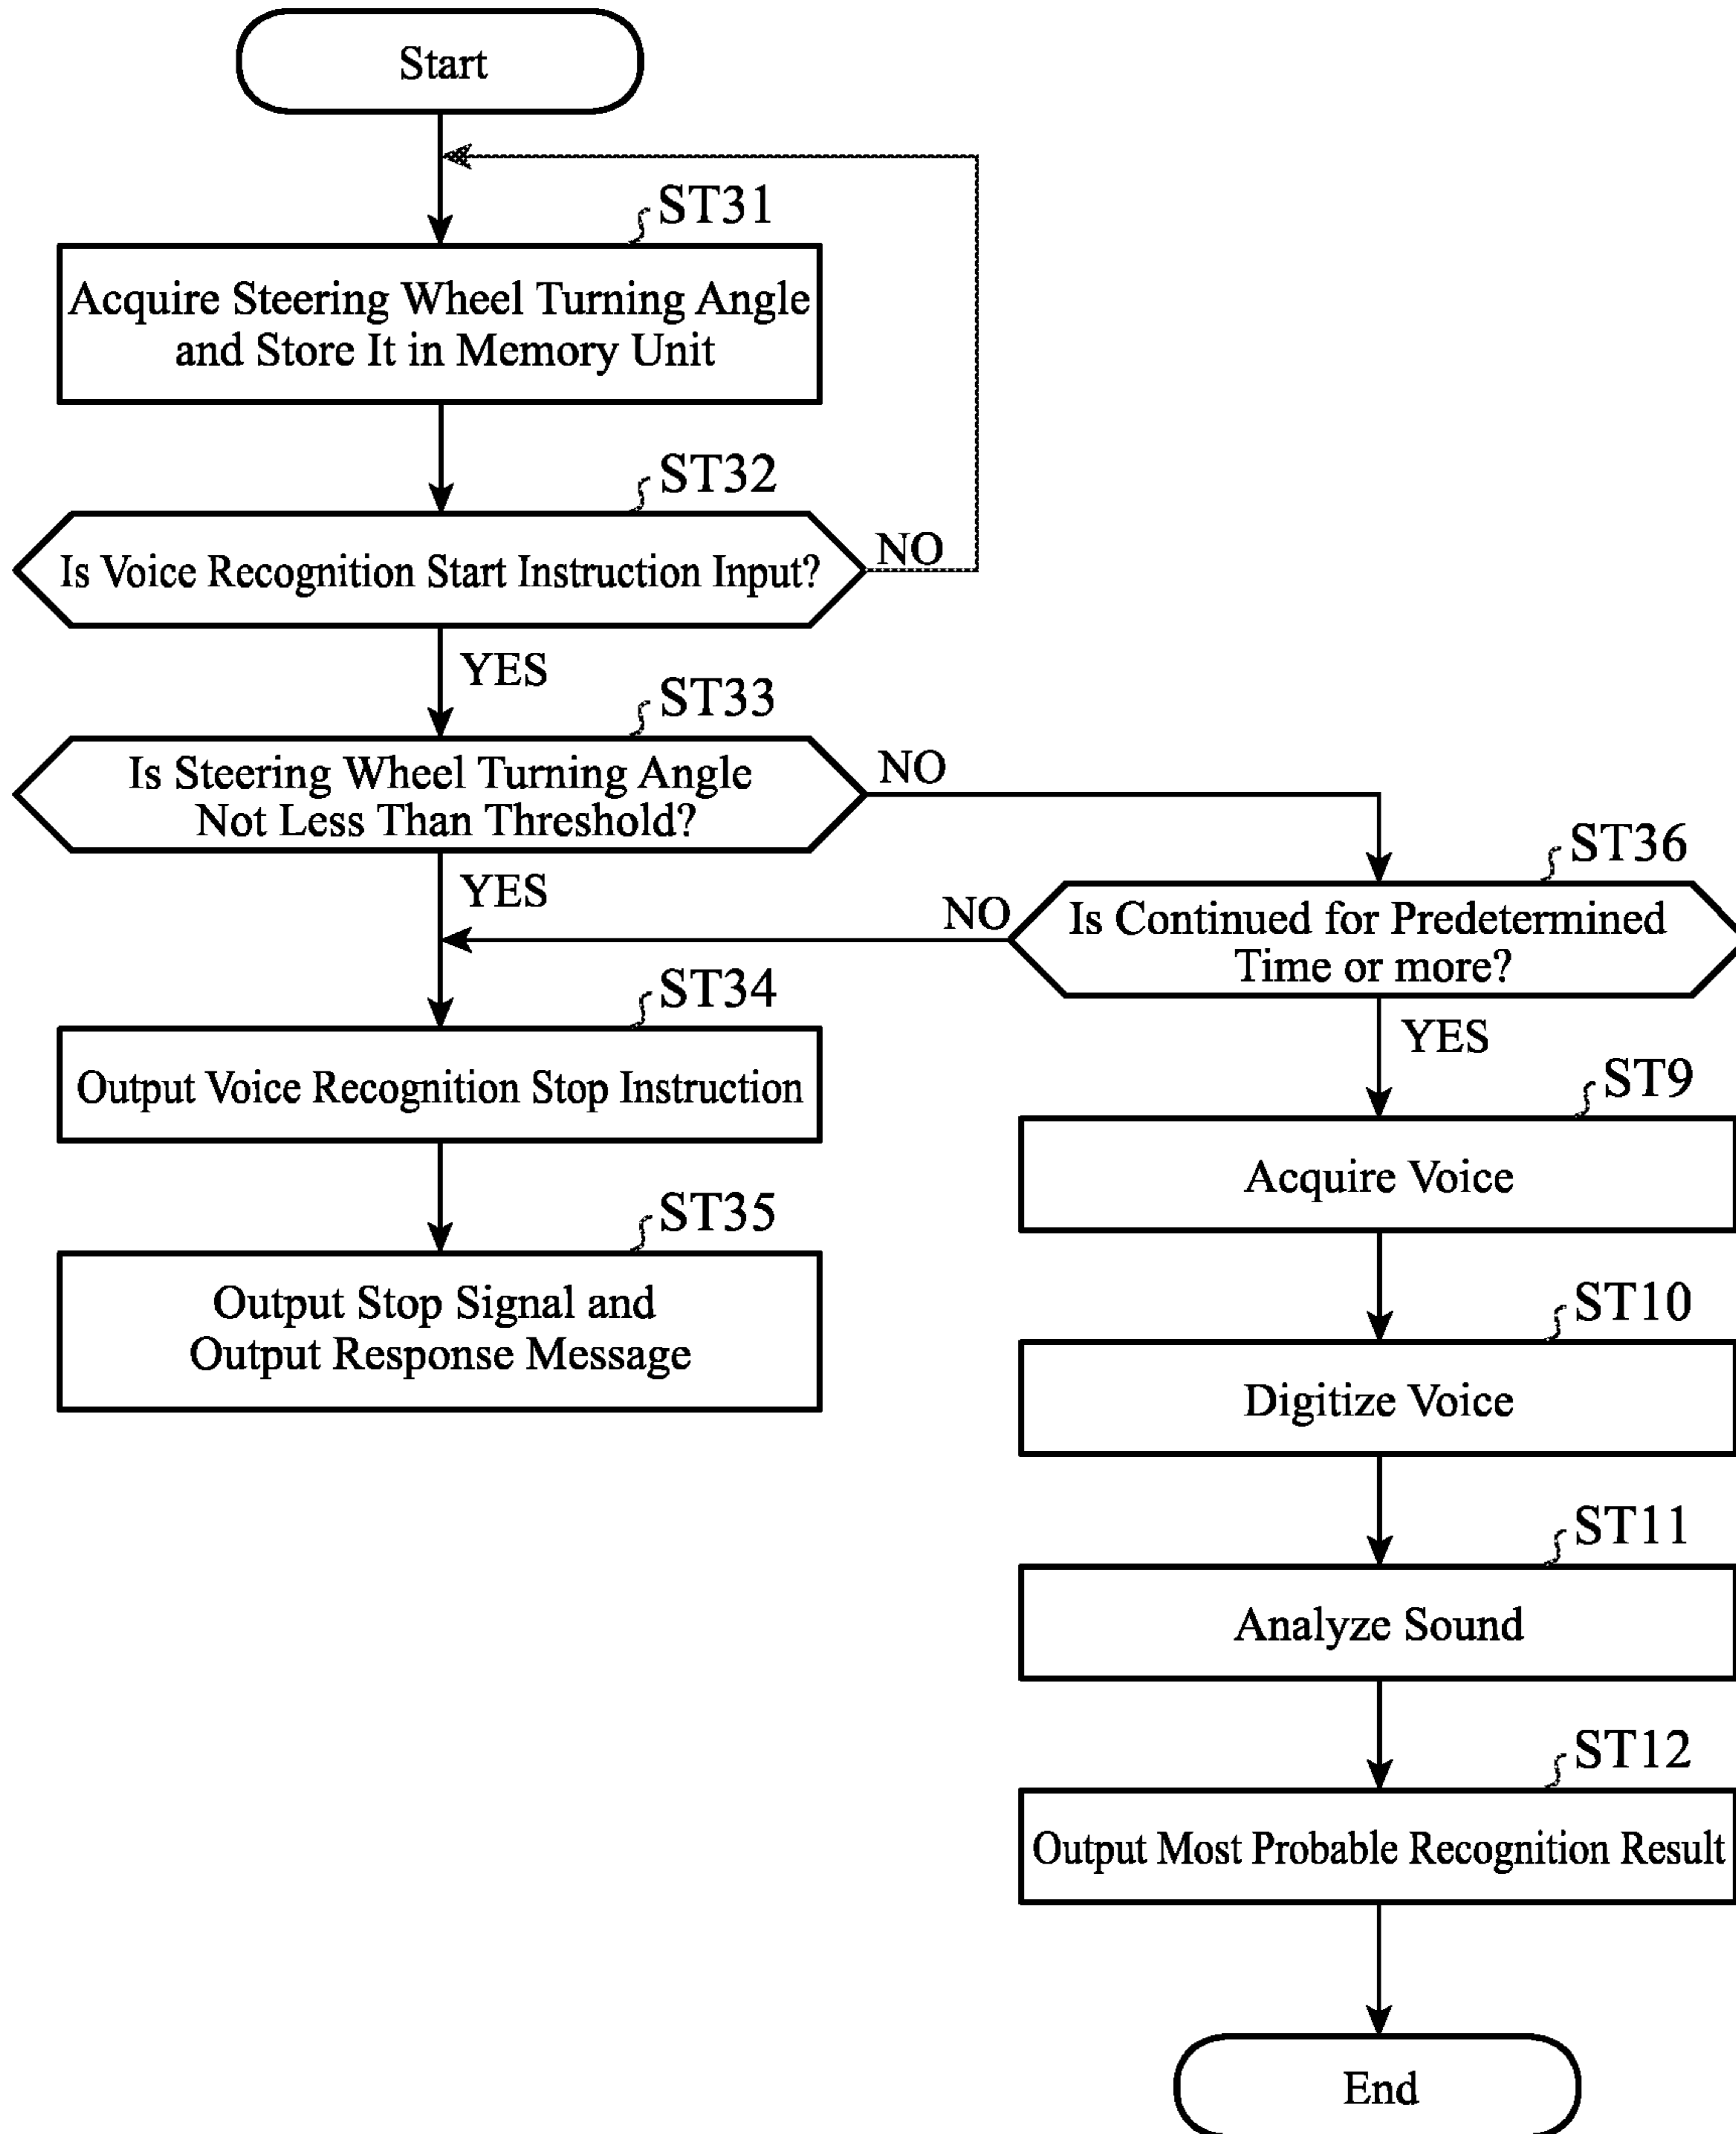 Start
ST31
Acquire Steering Wheel Turning Angle
and Store It in Memory Unit
ST32
Is Voice Recognition Start Instruction Input?
NO
YES
ST33
Is Steering Wheel Turning Angle
Not Less Than Threshold?
NO
YES
ST36
Is Continued for Predetermined
Time or more?
NO
YES
ST34
Output Voice Recognition Stop Instruction
ST35
Output Stop Signal and
Output Response Message
ST9
Acquire Voice
ST10
Digitize Voice
ST11
Analyze Sound
ST12
Output Most Probable Recognition Result
End